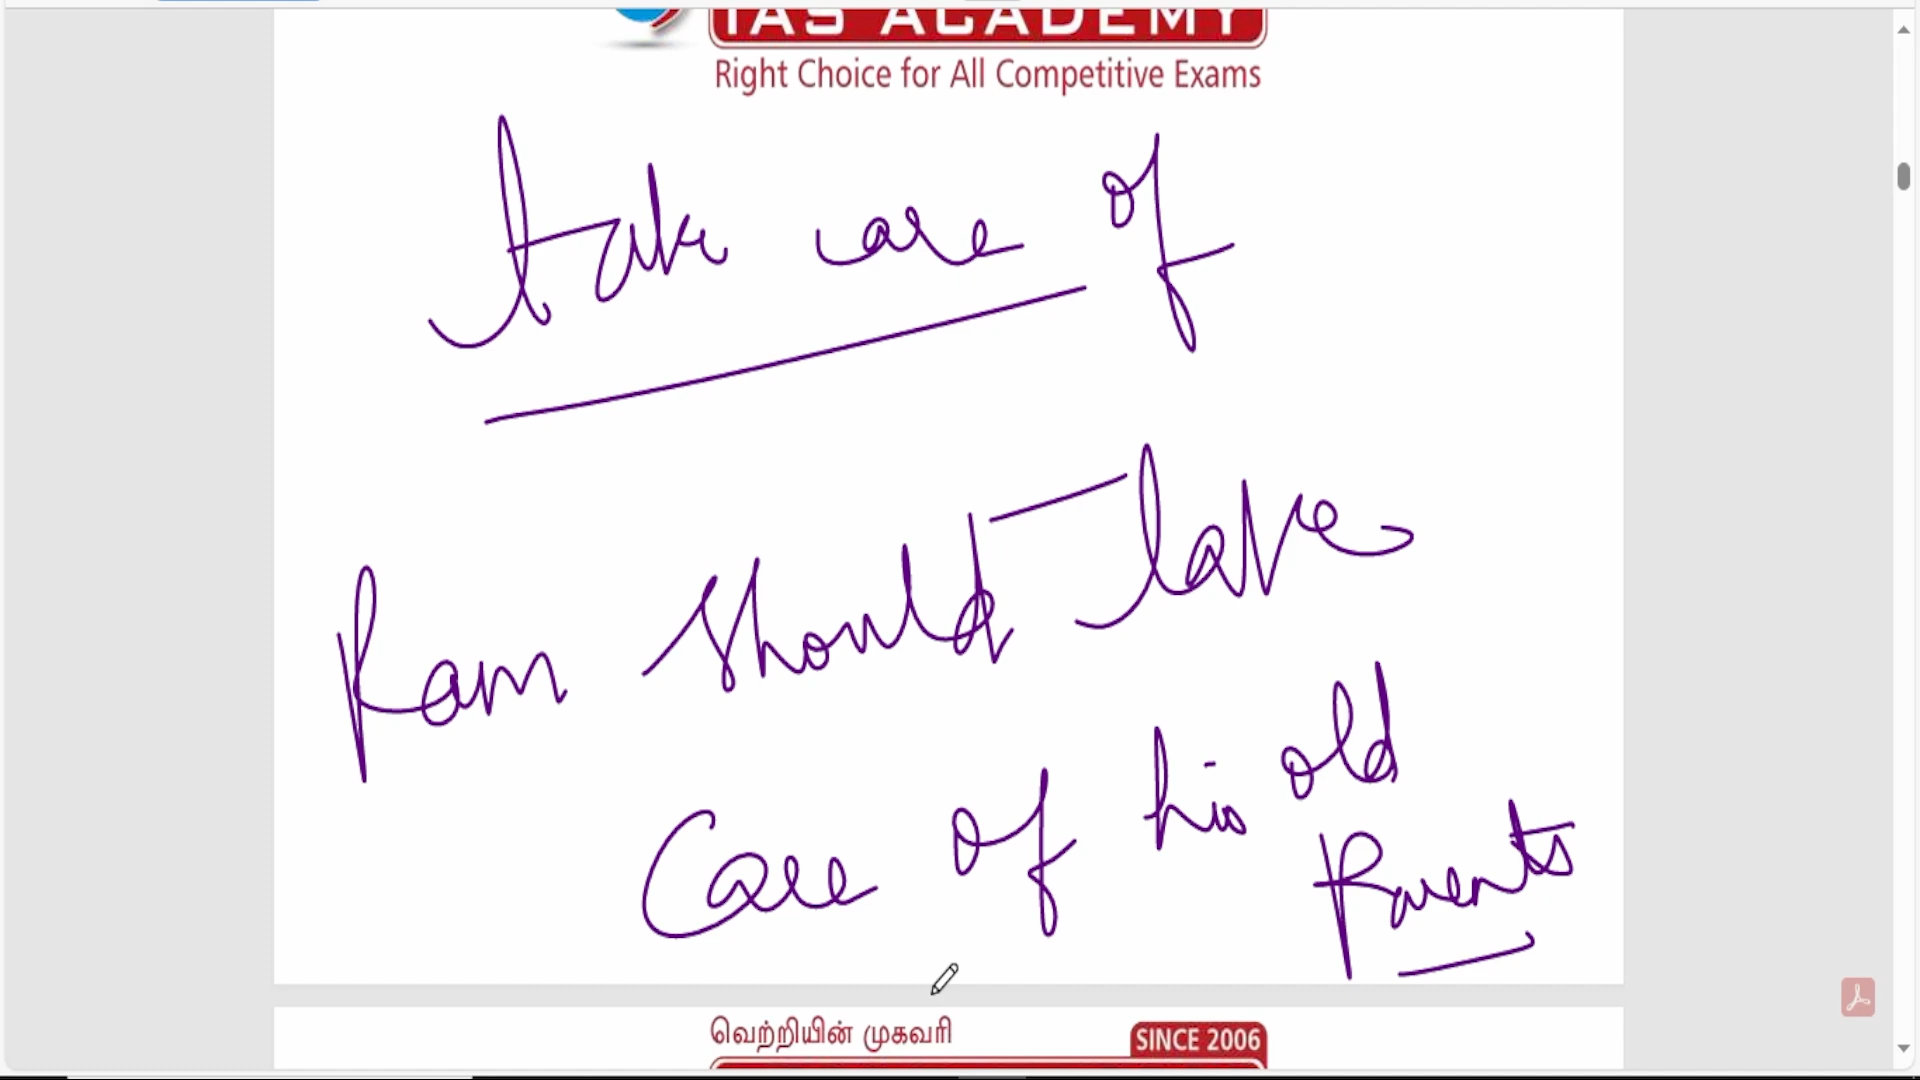 IAS ACADEMY
Right Choice for All Competitive Exams
take care of
Ram should take
Care of his old
Parents
வெற்றியின் முகவரி
SINCE 2006